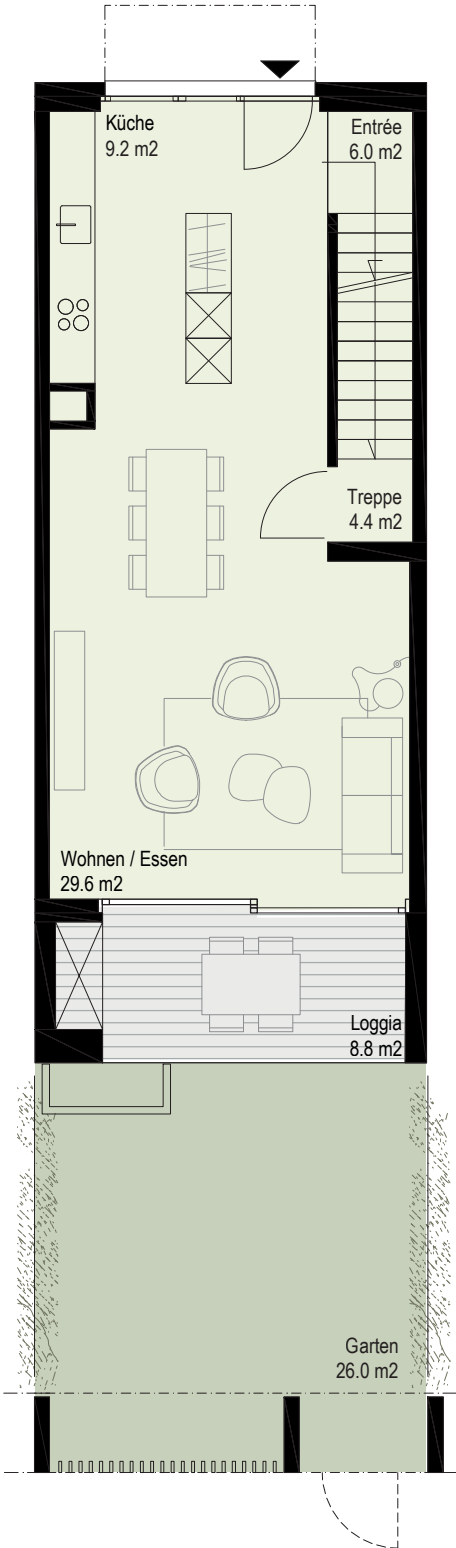 Küche
9.2 m2
Entrée
6.0 m2
Treppe
4.4 m2
Wohnen / Essen
29.6 m2
Loggia
8.8 m2
Garten
26.0 m2